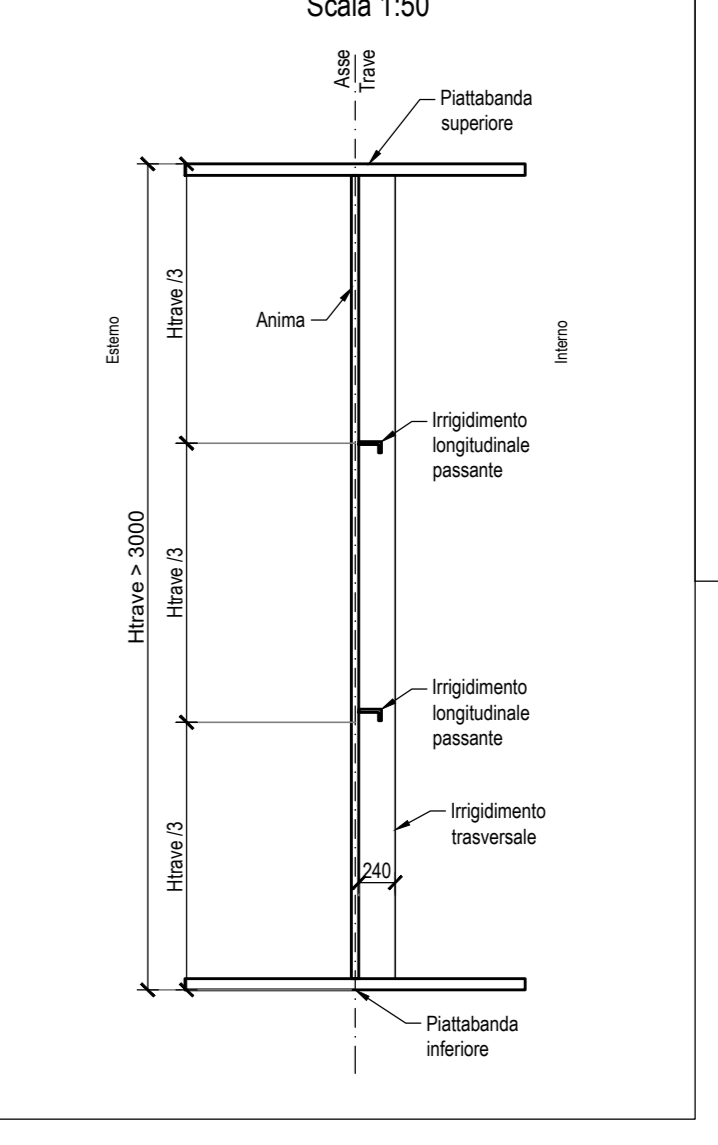 Scala 1:50
Asse
Trave
Piattabanda
superiore
Htrave /3
Anima
Esterno
Interno
Irrigidimento
longitudinale
passante
Htrave > 3000
Htrave /3
Irrigidimento
longitudinale
passante
Irrigidimento
trasversale
Htrave /3
240
Piattabanda
inferiore